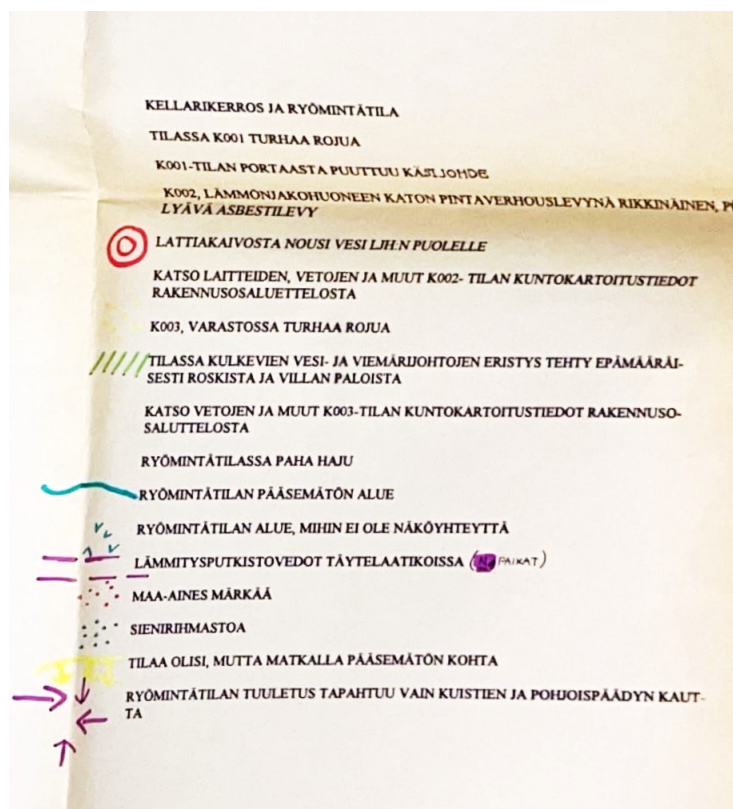 KELLARIKERROS JA RYÖMINTÄTILA
TILASSA K001 TURHAA ROJUA
K001-TILAN PORTAASTA PUUTTUU KÄSIJOHDE
K002, LÄMMÖNJAKOHUONEEN KATON PINTAVERHOUSLEVYNÄ RIKKINÄINEN,
LYÄVÄ ASBESTILEVY
LATTIAKAIVOSTA NOUSI VESI LJH:N PUOLELLE
KATSO LAITTEIDEN, VETOJEN JA MUUT K002- TILAN KUNTOKARTOITUSTIEDOT
RAKENNUSOSALUETTELOSTA
K003, VARASTOSSA TURHAA ROJUA
TILASSA KULKEVIEN VESI- JA VIEMÄRIJOHTOJEN ERISTYS TEHTY EPÄMÄÄRÄI-
SESTI ROSKISTA JA VILLAN PALOISTA
KATSO VETOJEN JA MUUT K003-TILAN KUNTOKARTOITUSTIEDOT RAKENNUSO-
SALUTTELOSTA
RYÖMINTÄTILASSA PAHA HAJU
RYÖMINTÄTILAN PÄÄSEMÄTÖN ALUE
RYÖMINTÄTILAN ALUE, MIHIN EI OLE NÄKÖYHTEYTTÄ
LÄMMITYSPUTKISTOVEDOT TÄYTELAATIKOISSA ( PAIKAT)
MAA-AINES MÄRKÄÄ
SIENIRIHMASTOA
TILAA OLISI, MUTTA MATKALLA PÄÄSEMÄTÖN KOHTA
RYÖMINTÄTILAN TUULETUS TAPAHTUU VAIN KUISTIEN JA POHJOISPÄÄDYN KAUT-
TA